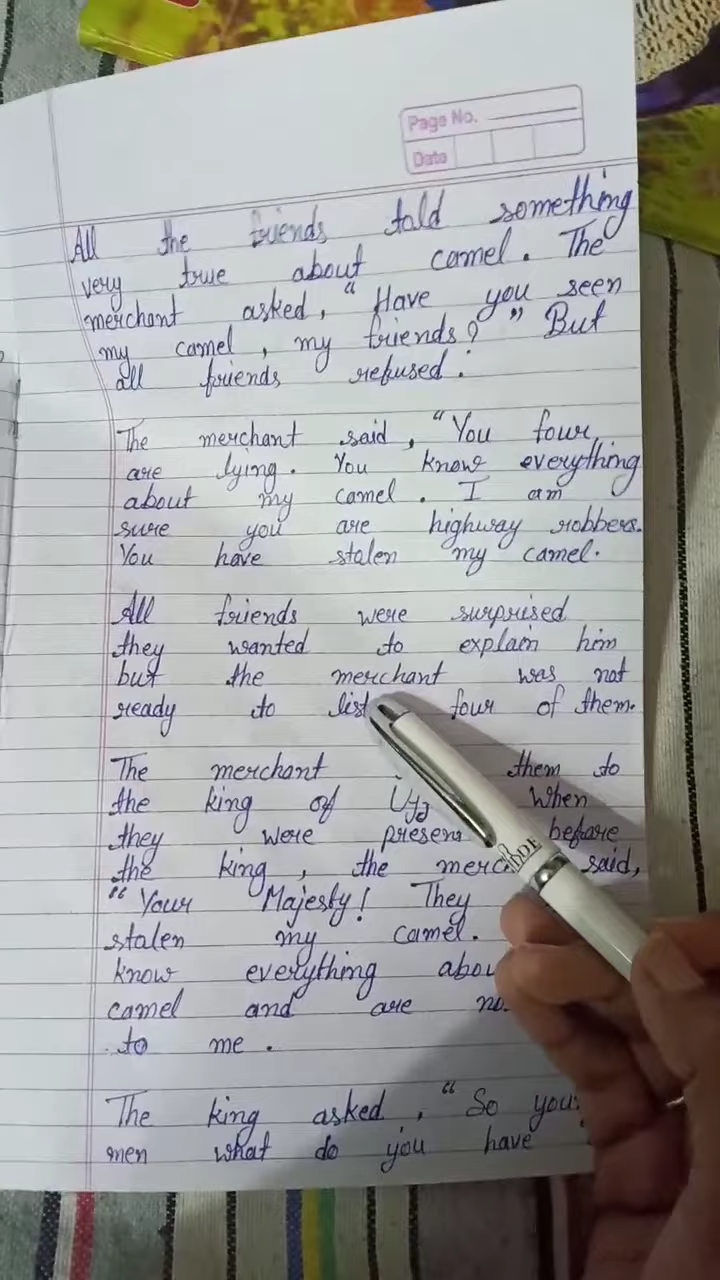 Page No.
Date
All the friends told something
very true about camel. The
merchant asked, “Have you seen
my camel, my friends?” But
all friends refused.
The merchant said, “You four
are lying. You know everything
about my camel. I am
sure you are highway robbers.
You have stalen my camel.
All friends were surprised
they wanted to explain him
but the merchant was not
ready to four of them.
The merchant them to
the king of When
they were before
the king, the said,
“Your Majesty! They
stalen my camel.
know everything
camel and are
to me.
The king asked, “So
men what do you have